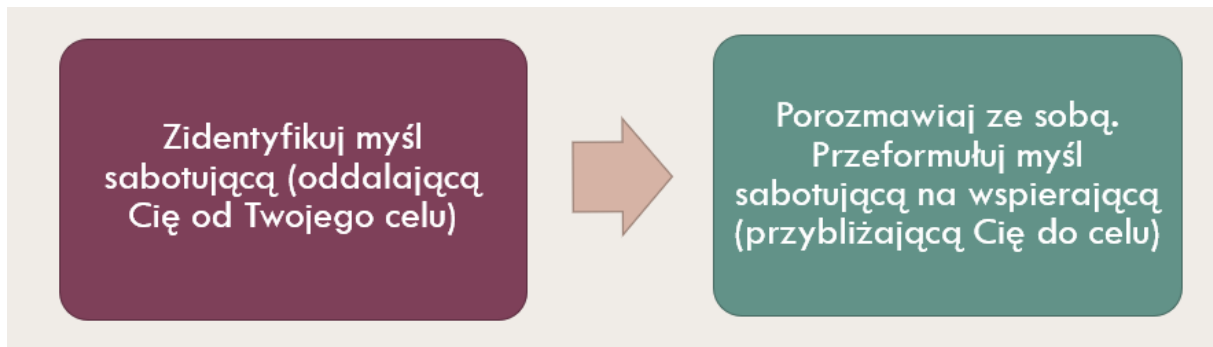 Zidentyfikuj myśl
sabotującą (oddalającą
Cię od Twojego celu)
Porozmawiaj ze sobą.
Przeformułuj myśl
sabotującą na wspierającą
(przybliżającą Cię do celu)